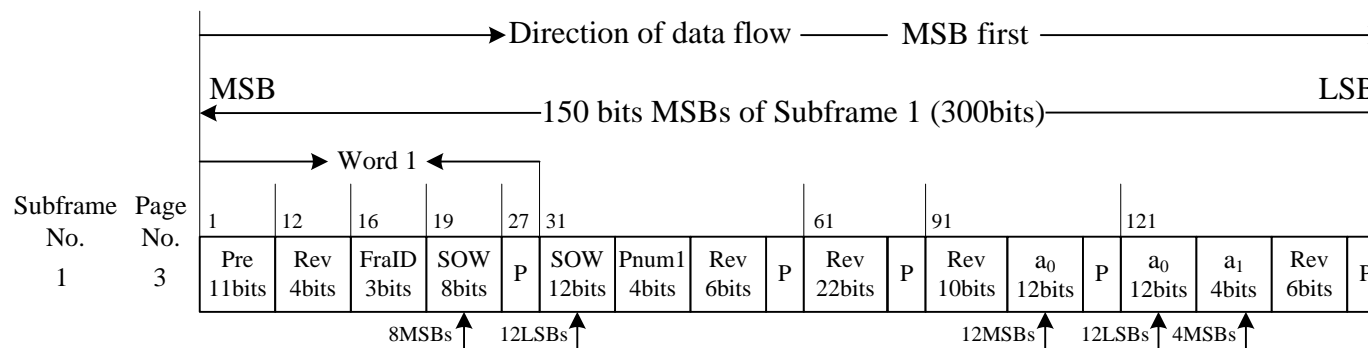 Direction of data flow MSB first
MSB LSB
150 bits MSBs of Subframe 1 (300bits)
Word 1
Subframe Page
No. No.
1 3
1 12 16 19 27 31 61 91 121
Pre Rev FraID SOW P SOW Pnum1 Rev P Rev P Rev a₀ P a₀ a₁ Rev P
11bits 4bits 3bits 8bits 12bits 4bits 6bits 22bits 10bits 12bits 12bits 4bits 6bits
8MSBs 12LSBs 12MSBs 12LSBs 4MSBs